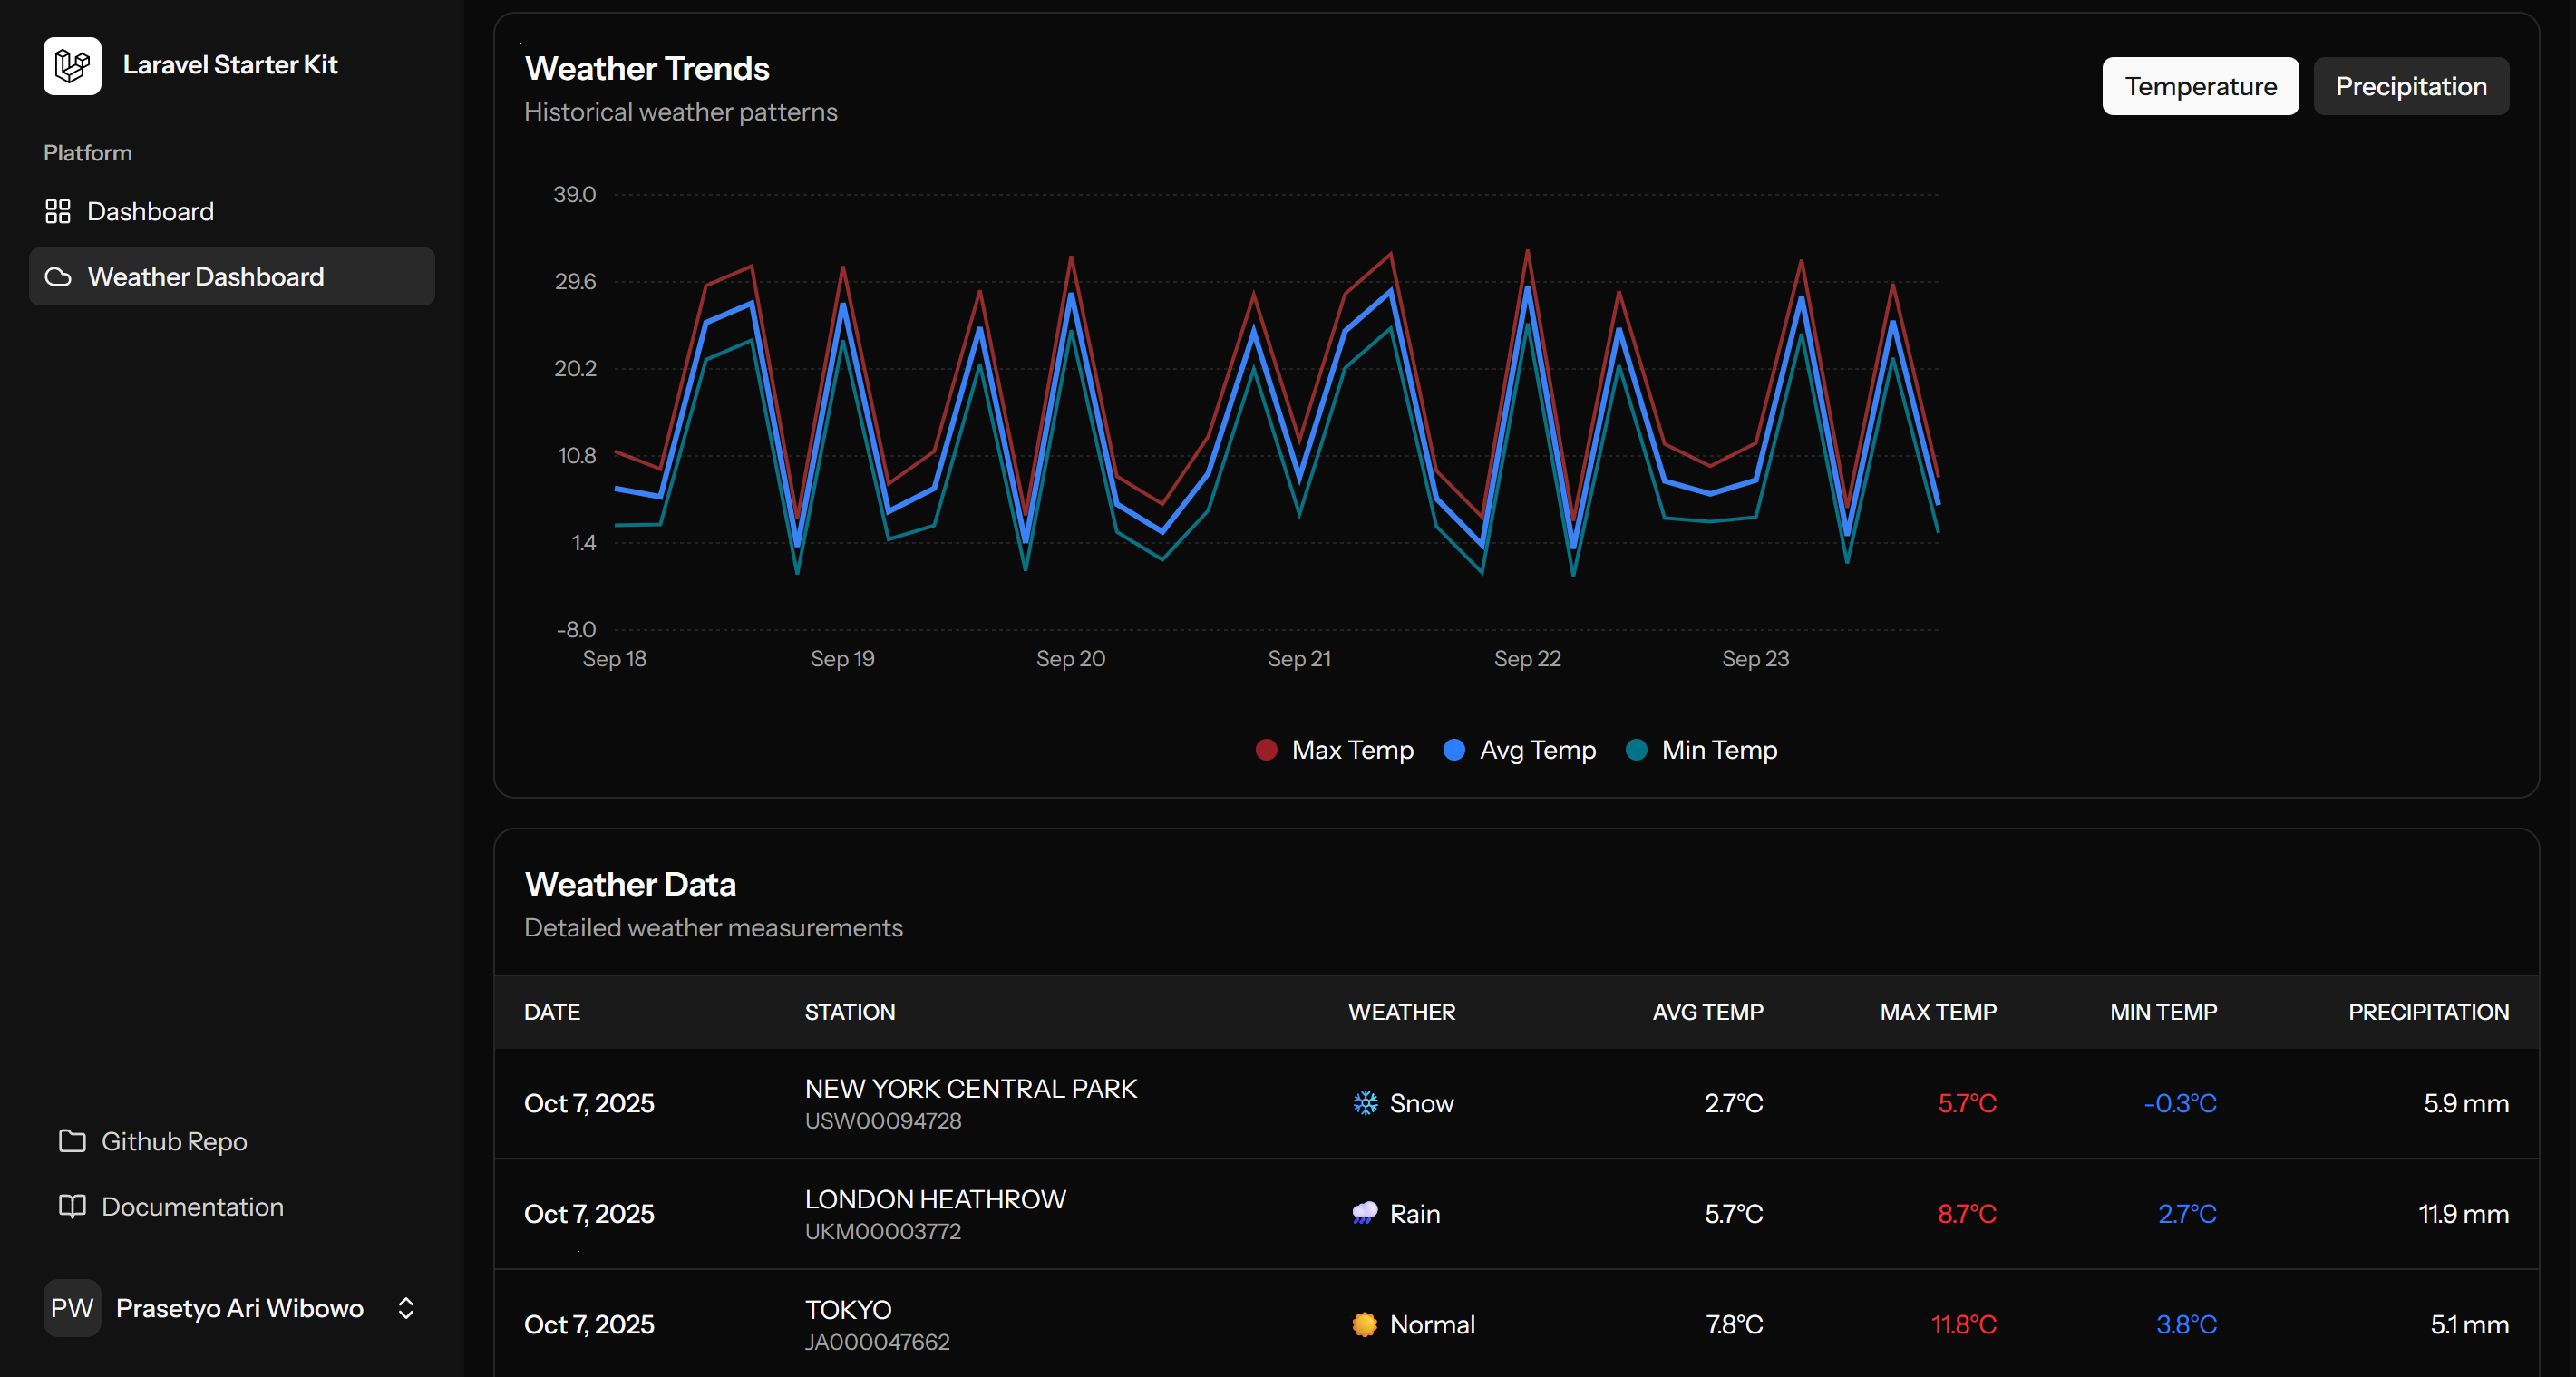 Laravel Starter Kit
Platform
Dashboard
Weather Dashboard
Github Repo
Documentation
PW Prasetyo Ari Wibowo
Weather Trends
Historical weather patterns
Temperature Precipitation
39.0
29.6
20.2
10.8
1.4
-8.0
Sep 18 Sep 19 Sep 20 Sep 21 Sep 22 Sep 23
Max Temp Avg Temp Min Temp
Weather Data
Detailed weather measurements
DATE STATION WEATHER AVG TEMP MAX TEMP MIN TEMP PRECIPITATION
Oct 7, 2025 NEW YORK CENTRAL PARK Snow 2.7°C 5.7°C -0.3°C 5.9 mm
USW00094728
Oct 7, 2025 LONDON HEATHROW Rain 5.7°C 8.7°C 2.7°C 11.9 mm
UKM00003772
Oct 7, 2025 TOKYO Normal 7.8°C 11.8°C 3.8°C 5.1 mm
JA000047662